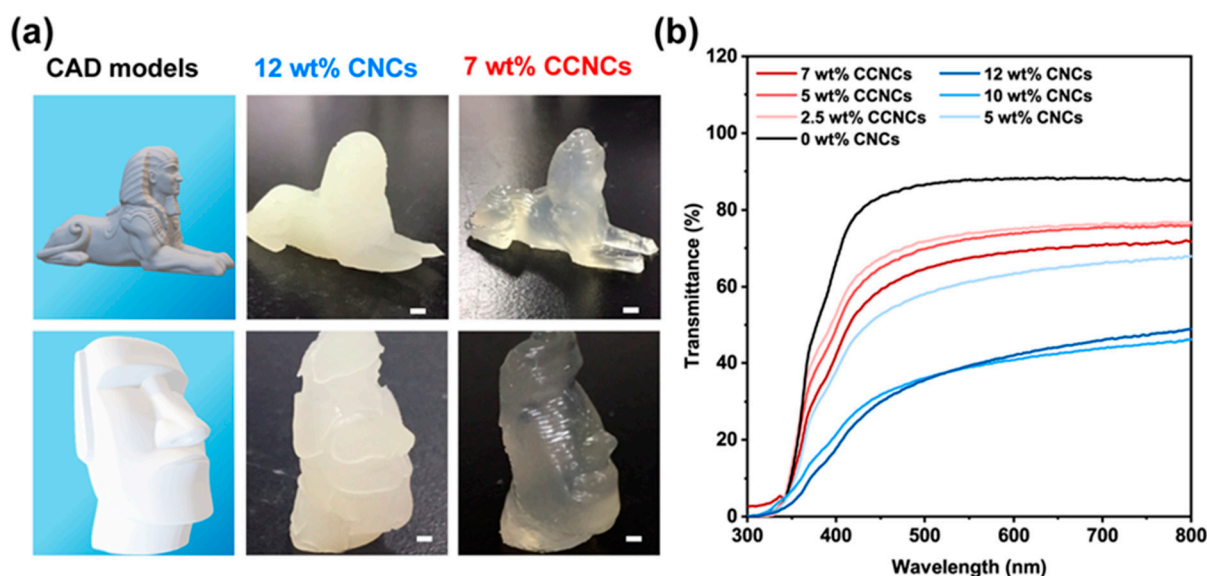 (a)
CAD models
12 wt% CNCs
7 wt% CCNCs
(b)
120
100
80
60
40
20
0
Transmittance (%)
7 wt% CCNCs
12 wt% CNCs
5 wt% CCNCs
10 wt% CNCs
2.5 wt% CCNCs
5 wt% CNCs
0 wt% CNCs
300
400
500
600
700
800
Wavelength (nm)